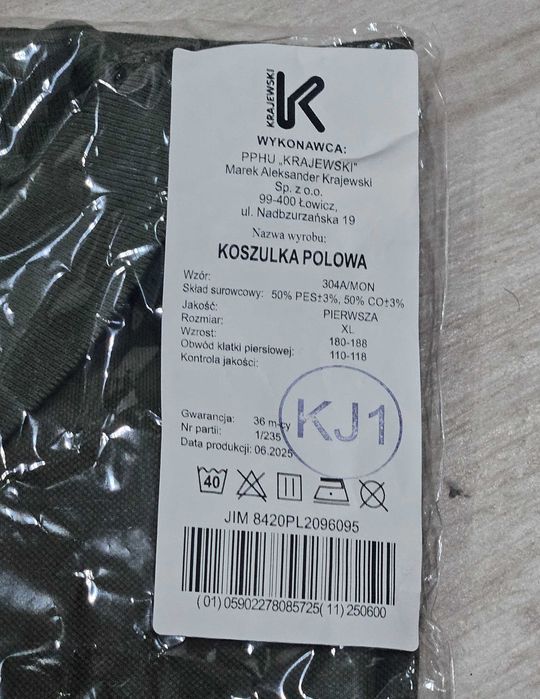 KRAJEWSKI
K
WYKONAWCA:
PPHU „KRAJEWSKI"
Marek Aleksander Krajewski
Sp. z o.o.
99-400 Łowicz,
ul. Nadbzurzańska 19
Nazwa wyrobu:
KOSZULKA POLOWA
Wzór: 304A/MON
Skład surowcowy: 50% PES±3%, 50% CO±3%
Jakość: PIERWSZA
Rozmiar: XL
Wzrost: 180-188
Obwód klatki piersiowej: 110-118
Kontrola jakości:
KJ1
Gwarancja: 36 m-cy
Nr partii: 1/235
Data produkcji: 06.2025
40
JIM 8420PL2096095
(01)05902278085725(11)250600